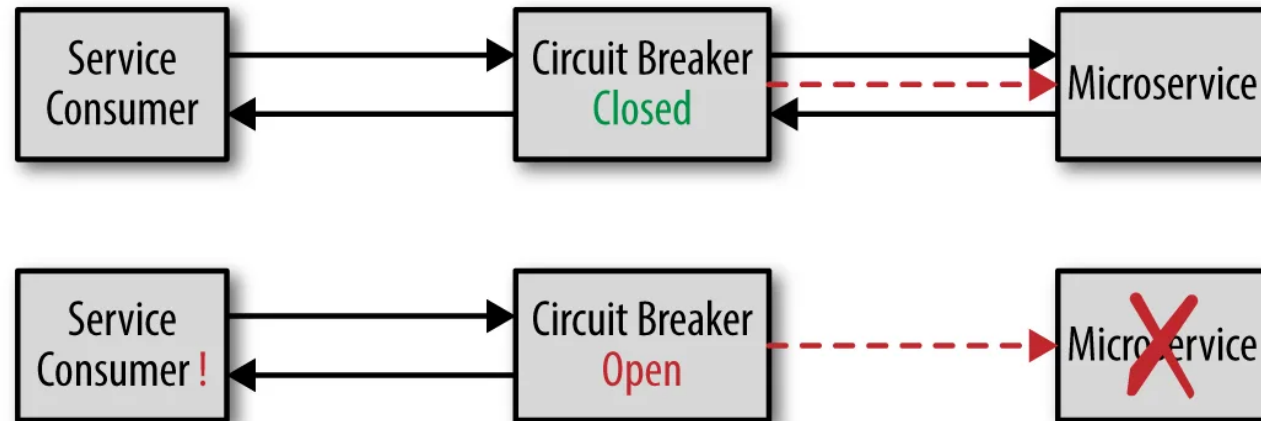 Service
Consumer
Circuit Breaker
Closed
Microservice
Service
Consumer!
Circuit Breaker
Open
Microservice